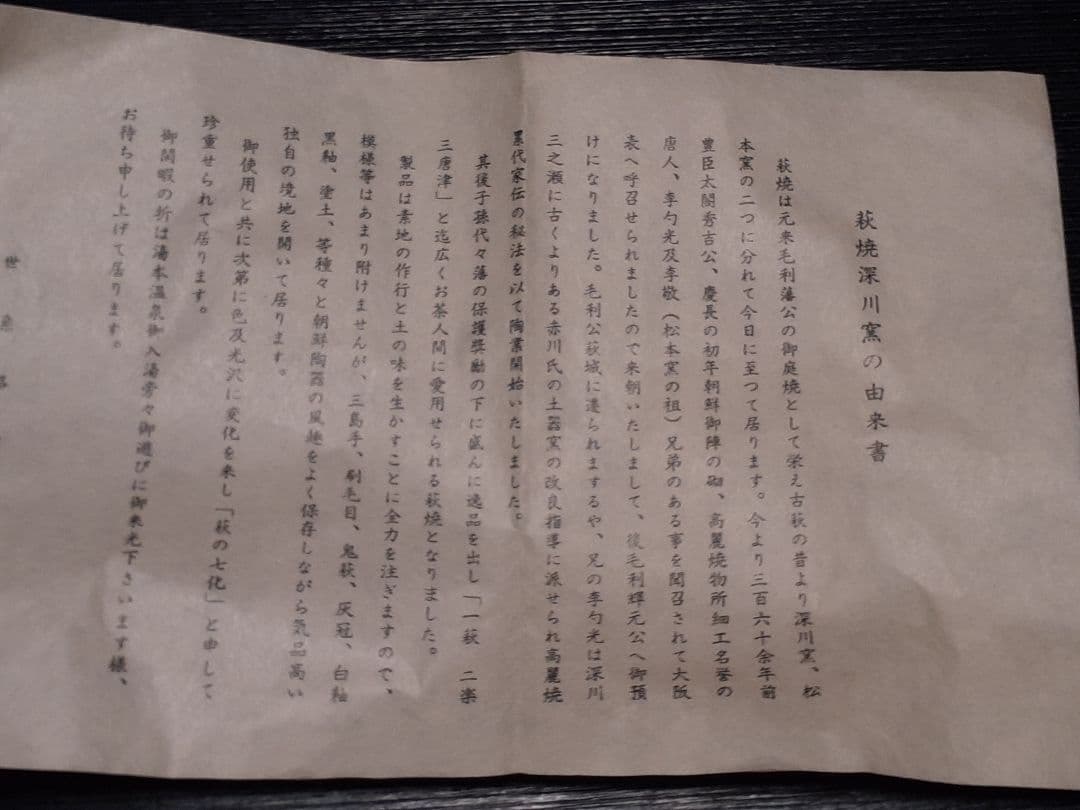 萩焼深川窯の由来書
萩焼は元来毛利藩公の御庭焼として栄え古萩の昔より深川窯、松
本窯の二つに分れて今日に至つて居ります。今より三百六十余年前
豊臣太閤秀吉公、慶長の初年朝鮮御陣の砌、高麗焼物所細工名誉の
唐人、李勺光及李敬（松本窯の祖）兄弟のある事を聞召されて大阪
表へ呼召せられましたので来朝いたしまして、後毛利輝元公へ御預
けになりました。毛利公萩城に遷られまするや、兄の李勺光は深川
三之瀬に古くよりある赤川氏の土器窯の改良指導に派せられ高麗焼
累代家伝の秘法を以て陶業開始いたしました。
其後子孫代々藩の保護奨励の下に盛んに逸品を出し「一萩　二楽
三唐津」と迄広くお茶人間に愛用せられる萩焼となりました。
製品は素地の作行と土の味を生かすことに全力を注ぎますので、
模様等はあまり附けませんが、三島手、刷毛目、鬼萩、灰冠、白釉
黒釉、塗土、等種々と朝鮮陶器の風趣をよく保存しながら気品高い
独自の境地を開いて居ります。
御使用と共に次第に色及光沢に変化を来し「萩の七化」と申して
珍重せられて居ります。
御閑暇の折は湯本温泉御入湯旁々御遊びに御来光下さいます様、
お待ち申し上げて居ります。
世